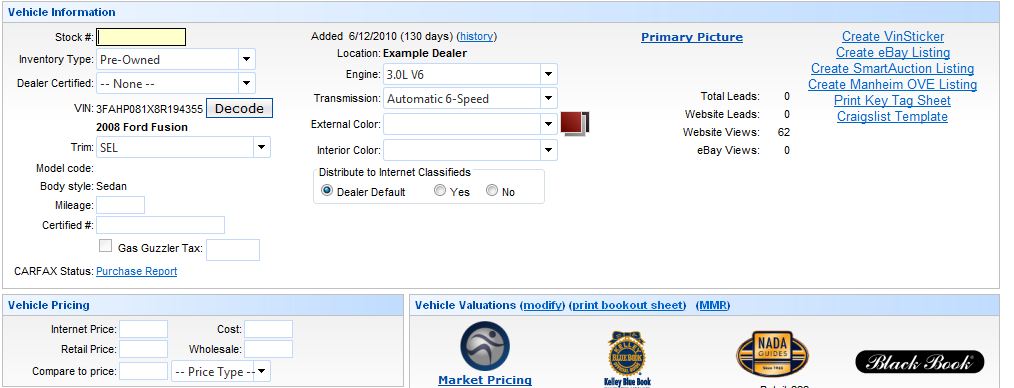 Vehicle Information
Stock #:
Inventory Type: Pre-Owned
Dealer Certified: -- None --
VIN: 3FAHP081X8R194355 Decode
2008 Ford Fusion
Trim: SEL
Model code:
Body style: Sedan
Mileage:
Certified #:
Gas Guzzler Tax:
CARFAX Status: Purchase Report
Added 6/12/2010 (130 days) (history)
Location: Example Dealer
Engine: 3.0L V6
Transmission: Automatic 6-Speed
External Color:
Interior Color:
Distribute to Internet Classifieds
Dealer Default Yes No
Primary Picture
Total Leads: 0
Website Leads: 0
Website Views: 62
eBay Views: 0
Create VinSticker
Create eBay Listing
Create SmartAuction Listing
Create Manheim OVE Listing
Print Key Tag Sheet
Craigslist Template
Vehicle Pricing
Internet Price: Cost:
Retail Price: Wholesale:
Compare to price: -- Price Type --
Vehicle Valuations (modify) (print bookout sheet) (MMR)
Market Pricing
KELLEY
BLUE BOOK
Kelley Blue Book
NADA
GUIDES
Since 1933
Black Book